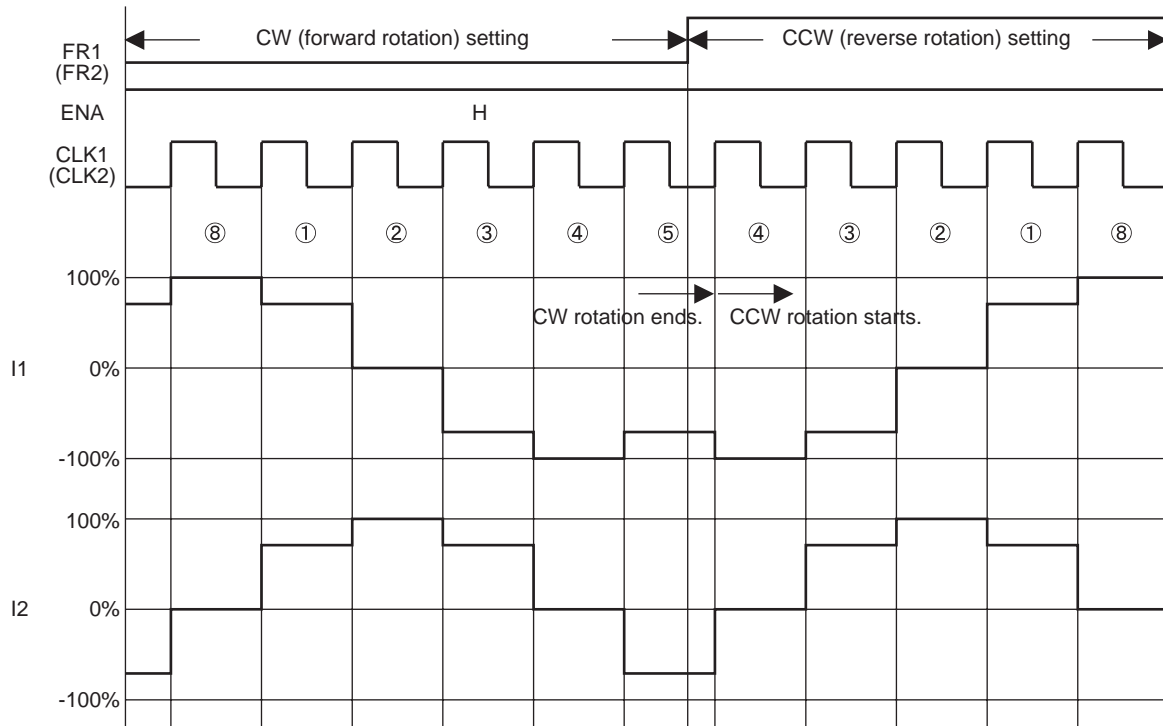 CW (forward rotation) setting
CCW (reverse rotation) setting
FR1
(FR2)
ENA
H
CLK1
(CLK2)
⑧ ① ② ③ ④ ⑤ ④ ③ ② ① ⑧
100%
CW rotation ends.
CCW rotation starts.
I1
0%
-100%
100%
I2
0%
-100%